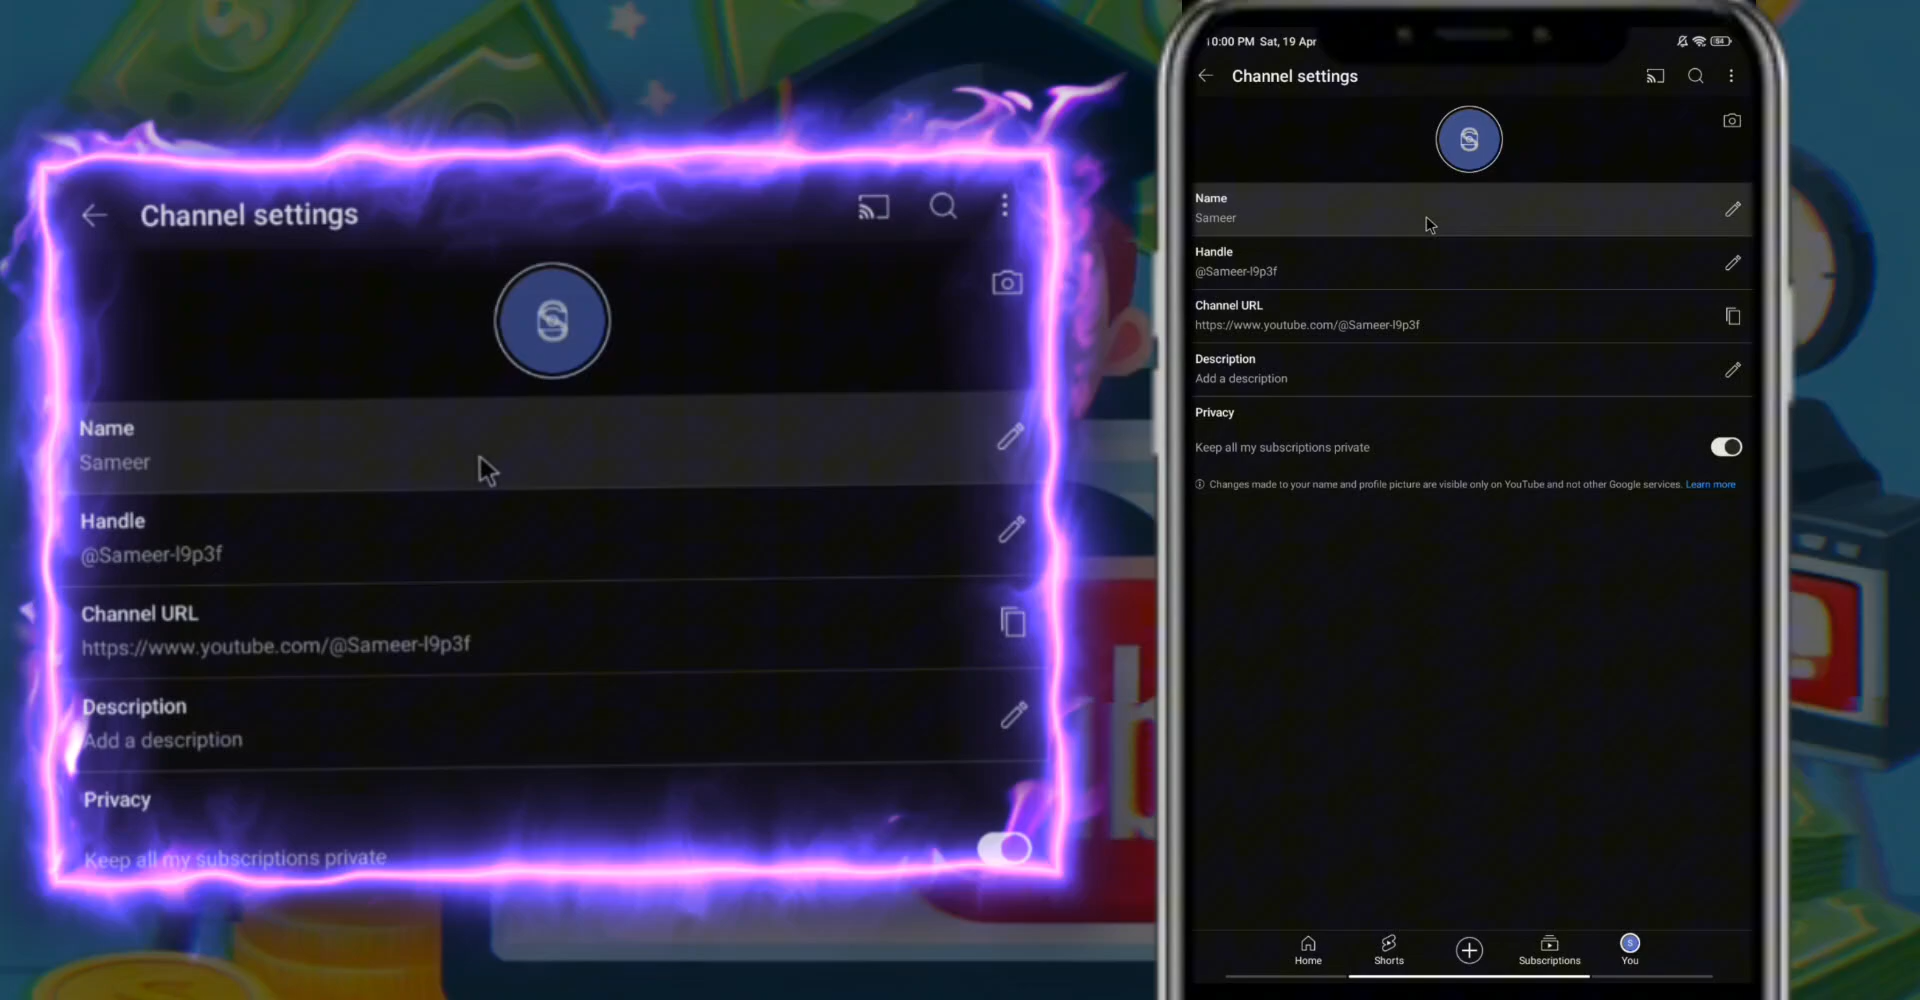 Channel settings
S
Name
Sameer
Handle
@Sameer-l9p3f
Channel URL
https://www.youtube.com/@Sameer-l9p3f
Description
Add a description
Privacy
Keep all my subscriptions private
10:00 PM Sat, 19 Apr
54
Channel settings
S
Name
Sameer
Handle
@Sameer-l9p3f
Channel URL
https://www.youtube.com/@Sameer-l9p3f
Description
Add a description
Privacy
Keep all my subscriptions private
Changes made to your name and profile picture are visible only on YouTube and not other Google services. Learn more
Home
Shorts
Subscriptions
S
You